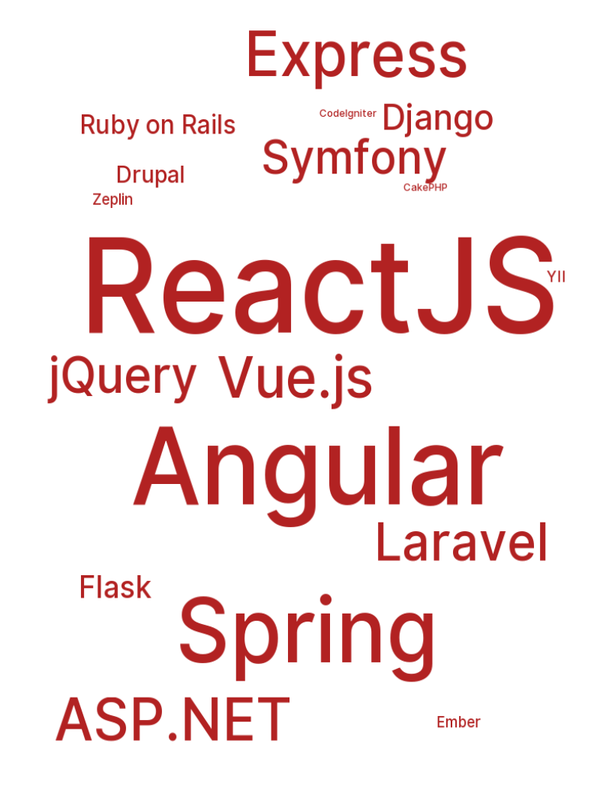 Express
CodeIgniter Django
Ruby on Rails
Symfony
Drupal
CakePHP
Zeplin
ReactJS
YII
jQuery Vue.js
Angular
Laravel
Flask
Spring
ASP.NET
Ember